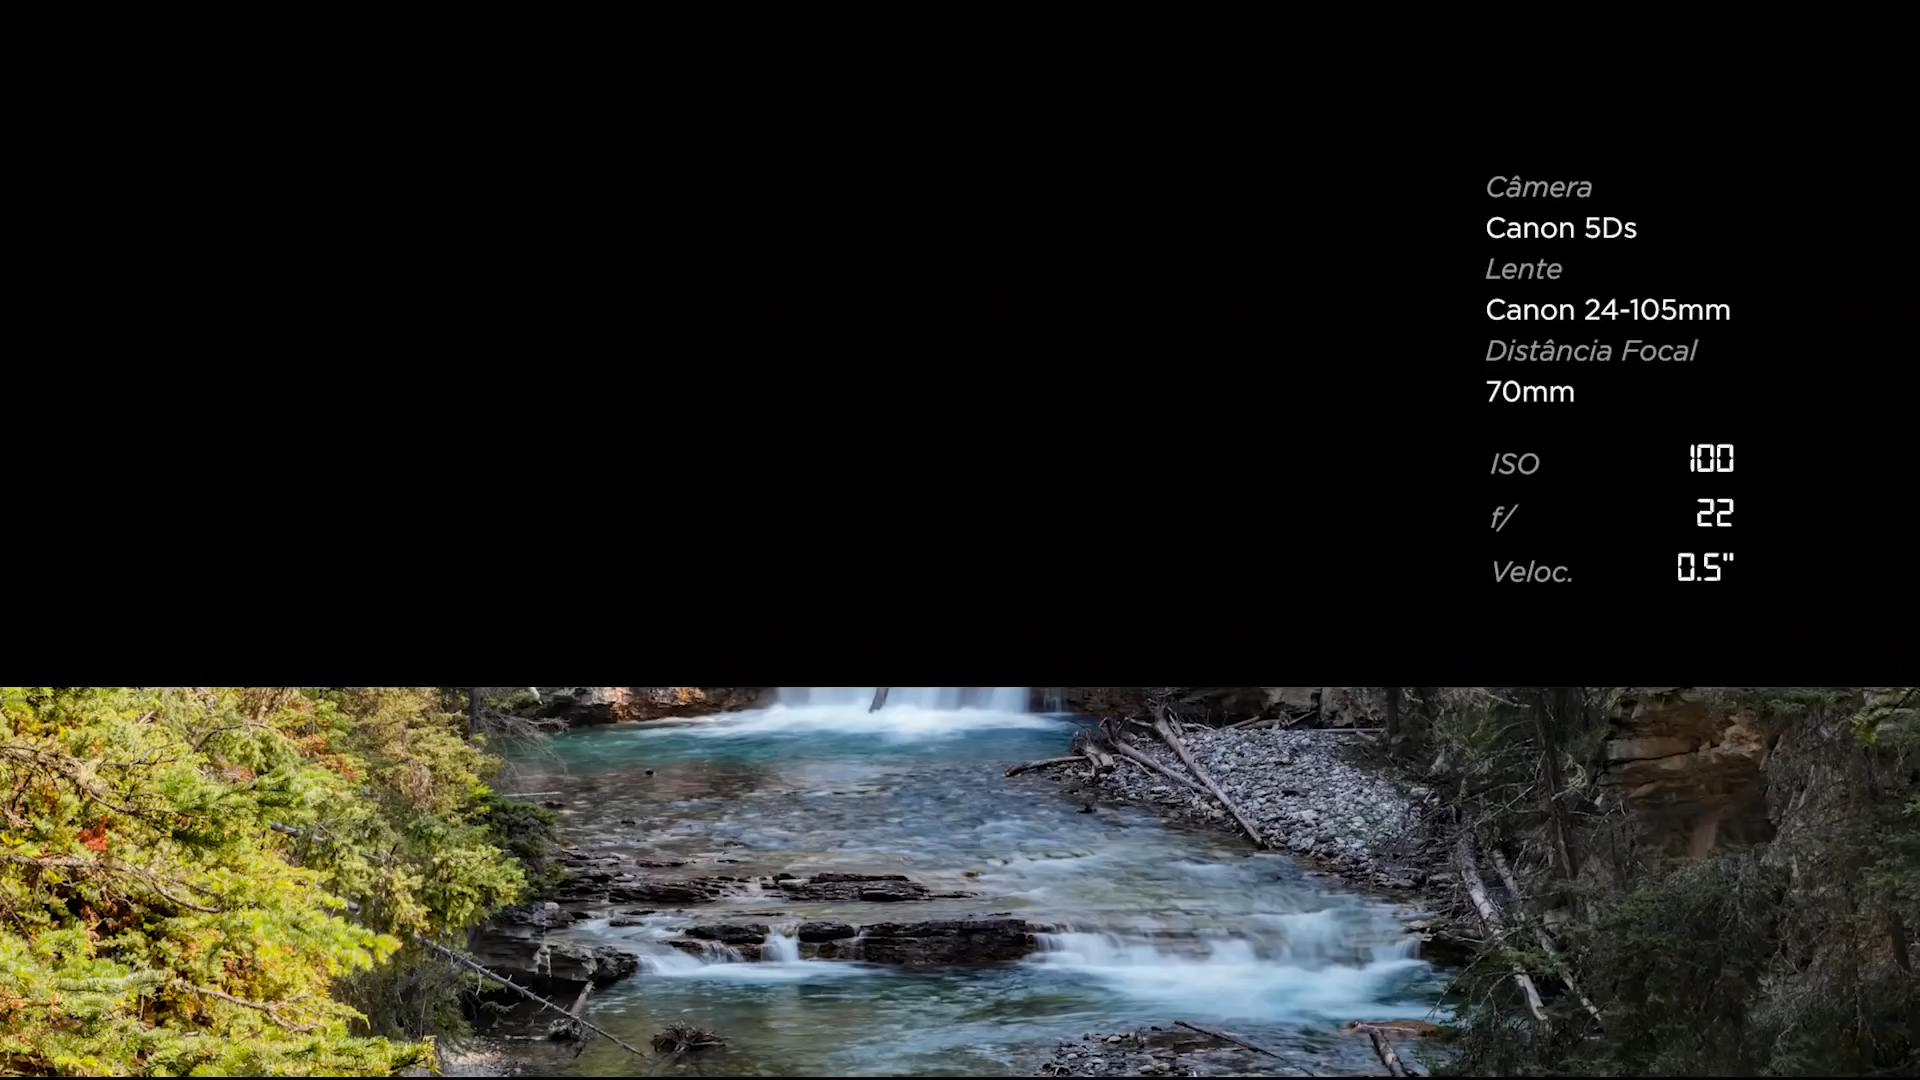 Câmera
Canon 5Ds
Lente
Canon 24-105mm
Distância Focal
70mm
ISO 100
f/ 22
Veloc. 0.5"